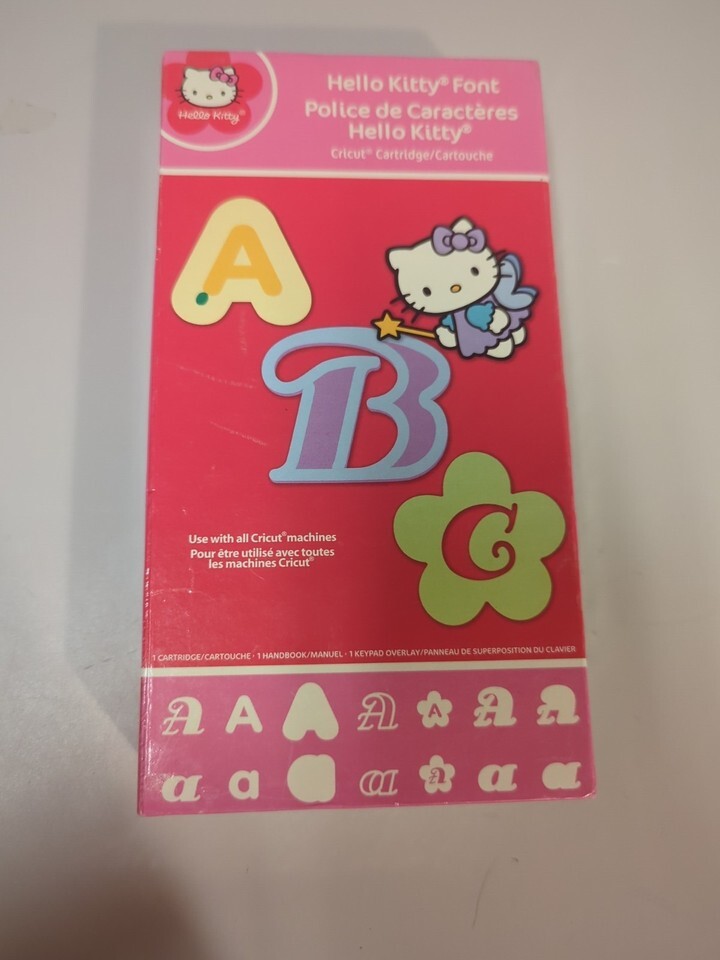 Hello Kitty®
Hello Kitty® Font
Police de Caractères
Hello Kitty®
Cricut® Cartridge/Cartouche
A
B
C
Use with all Cricut® machines
Pour être utilisé avec toutes
les machines Cricut®
1 CARTRIDGE/CARTOUCHE · 1 HANDBOOK/MANUEL · 1 KEYPAD OVERLAY/PANNEAU DE SUPERPOSITION DU CLAVIER
A A A A A A a
a a a a a a a